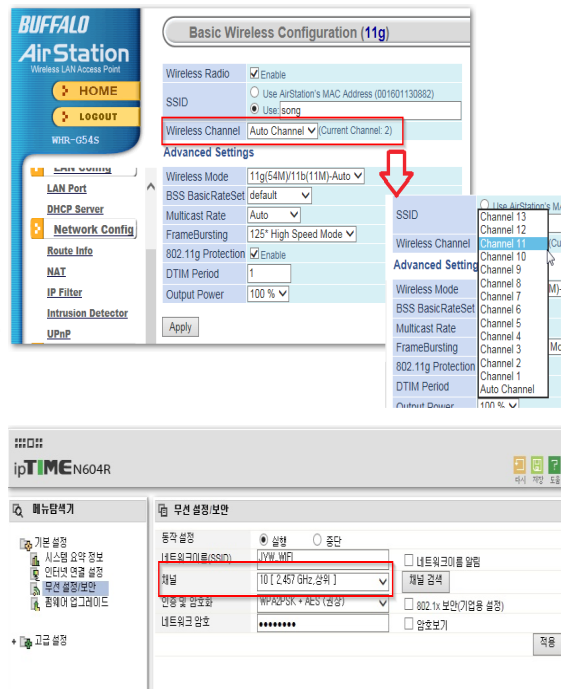 BUFFALO
AirStation
Wireless LAN Access Point
HOME
LOGOUT
WHR-G54S
LAN Config
LAN Port
DHCP Server
Network Config
Route Info
NAT
IP Filter
Intrusion Detector
UPnP
Basic Wireless Configuration (11g)
Wireless Radio Enable
SSID Use AirStation's MAC Address (001601130882)
Use: song
Wireless Channel Auto Channel (Current Channel: 2)
Advanced Settings
Wireless Mode 11g(54M)/11b(11M)-Auto
BSS BasicRateSet default
Multicast Rate Auto
FrameBursting 125* High Speed Mode
802.11g Protection Enable
DTIM Period 1
Output Power 100 %
Apply
Use AirStation's MA
SSID
Wireless Channel
Advanced Setting
Wireless Mode
BSS BasicRateSet
Multicast Rate
FrameBursting
802.11g Protection
DTIM Period
Output Power 100 %
Channel 13
Channel 12
Channel 11
Channel 10
Channel 9
Channel 8
Channel 7
Channel 6
Channel 5
Channel 4
Channel 3
Channel 2
Channel 1
Auto Channel
ipTIME N604R
다시 저장 도움
메뉴탐색기
기본 설정
시스템 요약 정보
인터넷 연결 설정
무선 설정/보안
펌웨어 업그레이드
고급 설정
무선 설정/보안
동작 설정 실행 중단
네트워크이름(SSID) JYW_WIFI 네트워크이름 알림
채널 10 [ 2,457 GHz,상위 ] 채널 검색
인증 및 암호화 WPA2PSK + AES (권장) 802.1x 보안(기업용 설정)
네트워크 암호 •••••••• 암호보기
적용